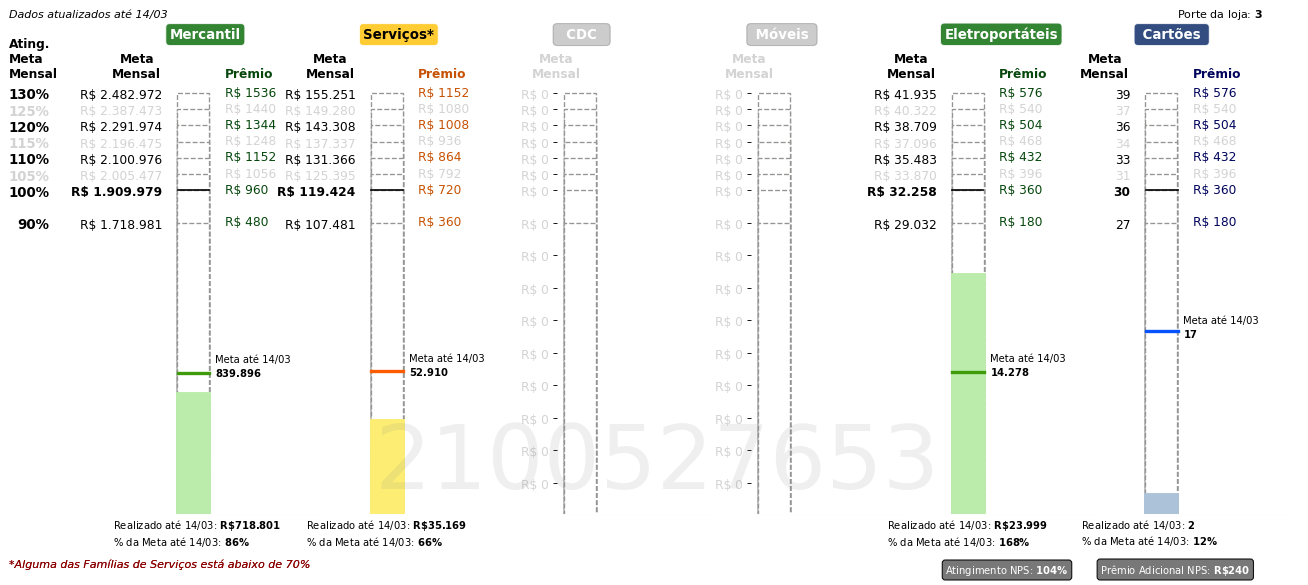 Dados atualizados até 14/03
Porte da loja: 3
Mercantil Serviços* CDC Móveis Eletroportáteis Cartões
Ating. Meta Mensal
Meta Mensal Prêmio Meta Mensal Prêmio Meta Mensal Meta Mensal Meta Mensal Prêmio Meta Mensal Prêmio
130% R$ 2.482.972 R$ 1536 R$ 155.251 R$ 1152 R$ 0 R$ 0 R$ 41.935 R$ 576 39 R$ 576
125% R$ 2.387.473 R$ 1440 R$ 149.280 R$ 1080 R$ 0 R$ 0 R$ 40.322 R$ 540 37 R$ 540
120% R$ 2.291.974 R$ 1344 R$ 143.308 R$ 1008 R$ 0 R$ 0 R$ 38.709 R$ 504 36 R$ 504
115% R$ 2.196.475 R$ 1248 R$ 137.337 R$ 936 R$ 0 R$ 0 R$ 37.096 R$ 468 34 R$ 468
110% R$ 2.100.976 R$ 1152 R$ 131.366 R$ 864 R$ 0 R$ 0 R$ 35.483 R$ 432 33 R$ 432
105% R$ 2.005.477 R$ 1056 R$ 125.395 R$ 792 R$ 0 R$ 0 R$ 33.870 R$ 396 31 R$ 396
100% R$ 1.909.979 R$ 960 R$ 119.424 R$ 720 R$ 0 R$ 0 R$ 32.258 R$ 360 30 R$ 360
90% R$ 1.718.981 R$ 480 R$ 107.481 R$ 360 R$ 0 R$ 0 R$ 29.032 R$ 180 27 R$ 180
R$ 0 R$ 0
R$ 0 R$ 0
R$ 0 R$ 0
Meta até 14/03
17
R$ 0 R$ 0
Meta até 14/03 Meta até 14/03 Meta até 14/03
839.896 52.910 14.278
R$ 0 R$ 0
R$ 0 R$ 0
R$ 0 R$ 0
2100527653
R$ 0 R$ 0
Realizado até 14/03: R$718.801 Realizado até 14/03: R$35.169 Realizado até 14/03: R$23.999 Realizado até 14/03: 2
% da Meta até 14/03: 86% % da Meta até 14/03: 66% % da Meta até 14/03: 168% % da Meta até 14/03: 12%
*Alguma das Famílias de Serviços está abaixo de 70%
Atingimento NPS: 104% Prêmio Adicional NPS: R$240